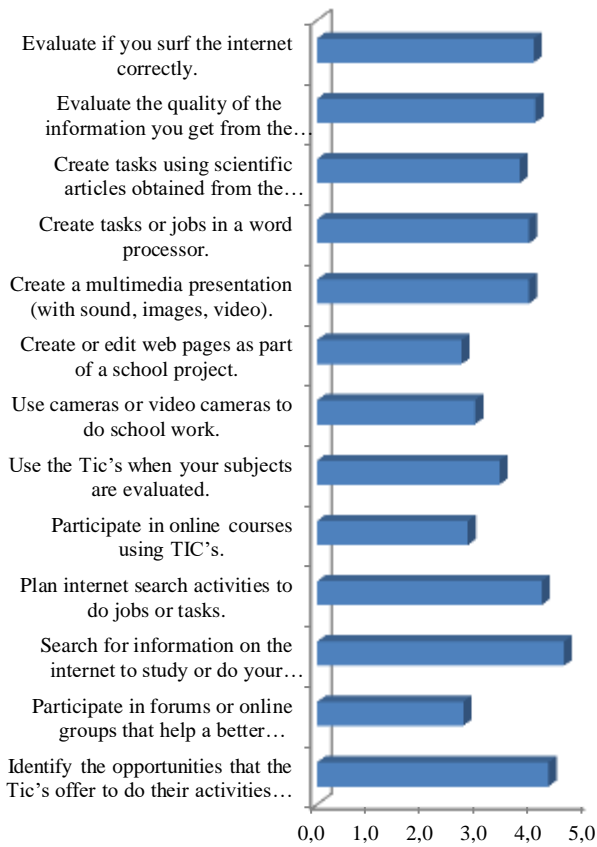 Evaluate if you surf the internet
correctly.
Evaluate the quality of the
information you get from the…
Create tasks using scientific
articles obtained from the…
Create tasks or jobs in a word
processor.
Create a multimedia presentation
(with sound, images, video).
Create or edit web pages as part
of a school project.
Use cameras or video cameras to
do school work.
Use the Tic's when your subjects
are evaluated.
Participate in online courses
using TIC's.
Plan internet search activities to
do jobs or tasks.
Search for information on the
internet to study or do your…
Participate in forums or online
groups that help a better…
Identify the opportunities that the
Tic's offer to do their activities…
0,0 1,0 2,0 3,0 4,0 5,0